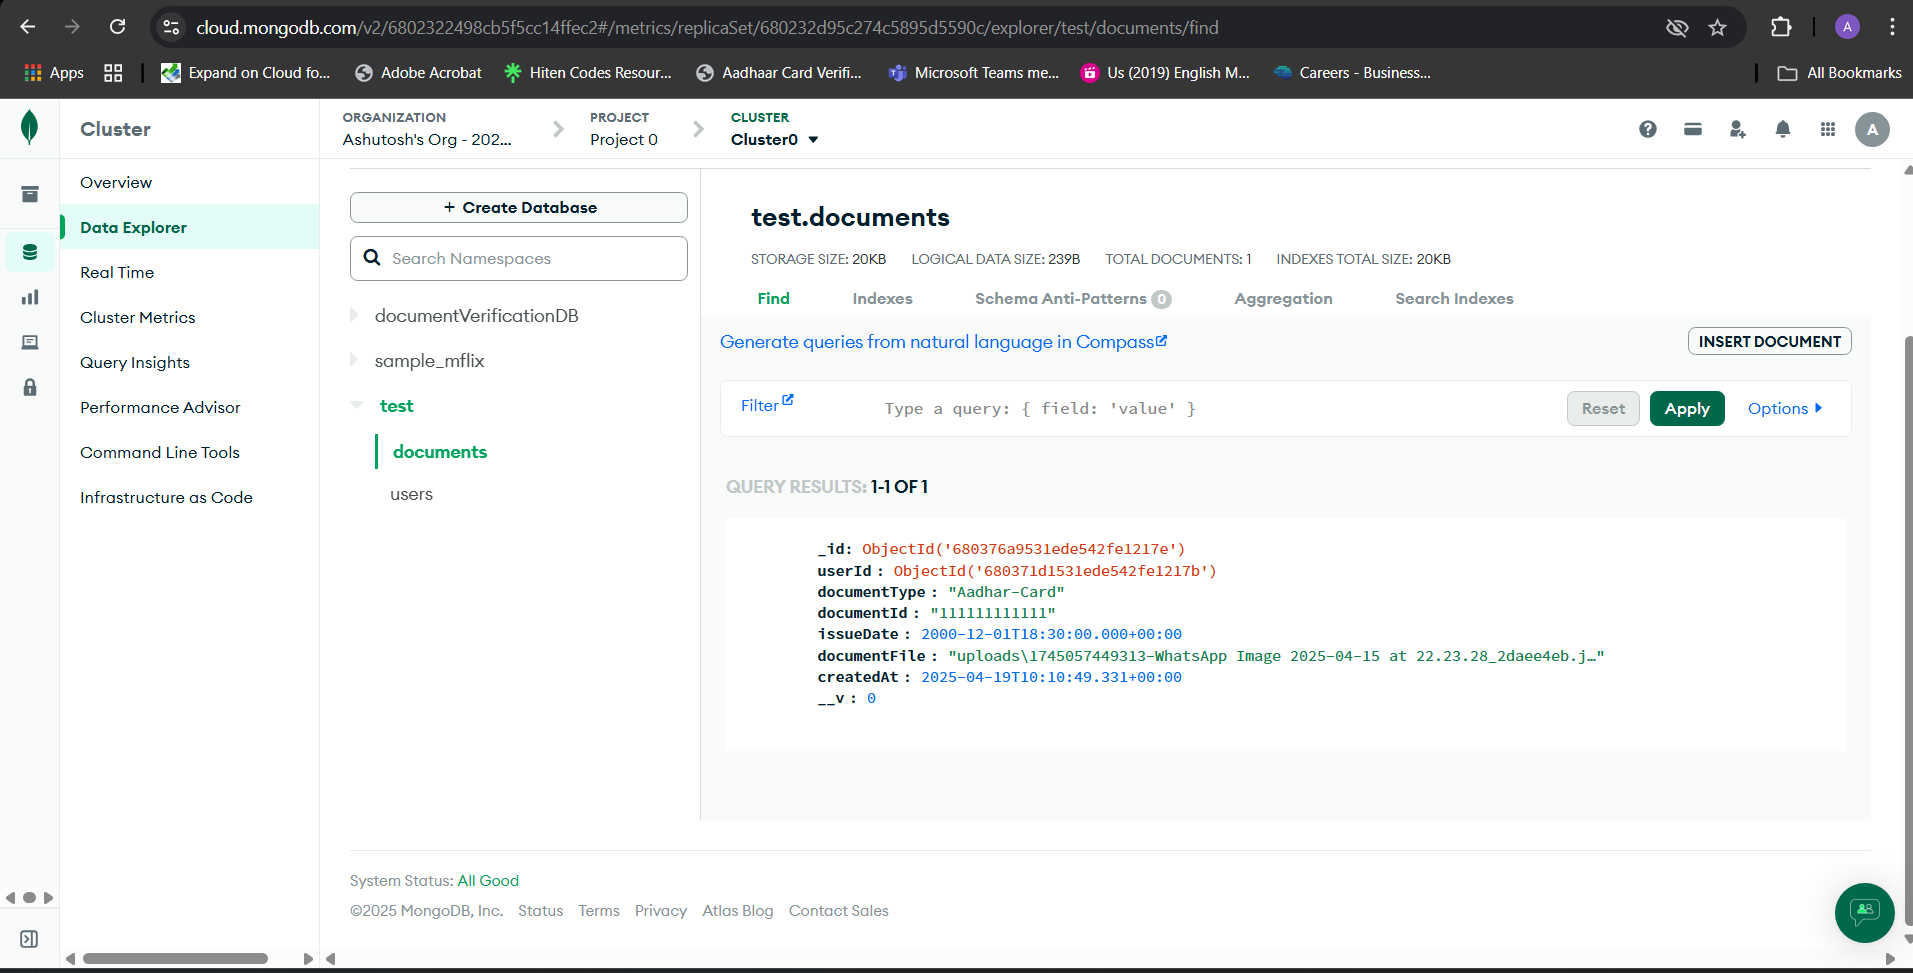 cloud.mongodb.com/v2/6802322498cb5f5cc14ffec2#/metrics/replicaSet/680232d95c274c5895d5590c/explorer/test/documents/find
A
Apps
Expand on Cloud fo...
Adobe Acrobat
Hiten Codes Resour...
Aadhaar Card Verifi...
Microsoft Teams me...
Us (2019) English M...
Careers - Business...
All Bookmarks
Cluster
ORGANIZATION
Ashutosh's Org - 202...
PROJECT
Project 0
CLUSTER
Cluster0
A
Overview
Data Explorer
Real Time
Cluster Metrics
Query Insights
Performance Advisor
Command Line Tools
Infrastructure as Code
+ Create Database
Search Namespaces
documentVerificationDB
sample_mflix
test
documents
users
test.documents
STORAGE SIZE: 20KB LOGICAL DATA SIZE: 239B TOTAL DOCUMENTS: 1 INDEXES TOTAL SIZE: 20KB
Find Indexes Schema Anti-Patterns 0 Aggregation Search Indexes
Generate queries from natural language in Compass
INSERT DOCUMENT
Filter
Type a query: { field: 'value' }
Reset
Apply
Options
QUERY RESULTS: 1-1 OF 1
_id: ObjectId('680376a9531ede542fe1217e')
userId : ObjectId('680371d1531ede542fe1217b')
documentType : "Aadhar-Card"
documentId : "111111111111"
issueDate : 2000-12-01T18:30:00.000+00:00
documentFile : "uploads\1745057449313-WhatsApp Image 2025-04-15 at 22.23.28_2daee4eb.j…"
createdAt : 2025-04-19T10:10:49.331+00:00
__v : 0
System Status: All Good
©2025 MongoDB, Inc. Status Terms Privacy Atlas Blog Contact Sales